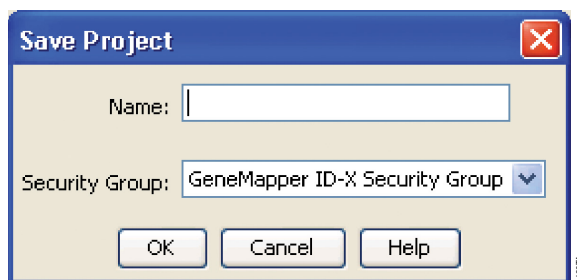 Save Project
Name:
Security Group: GeneMapper ID-X Security Group
OK Cancel Help